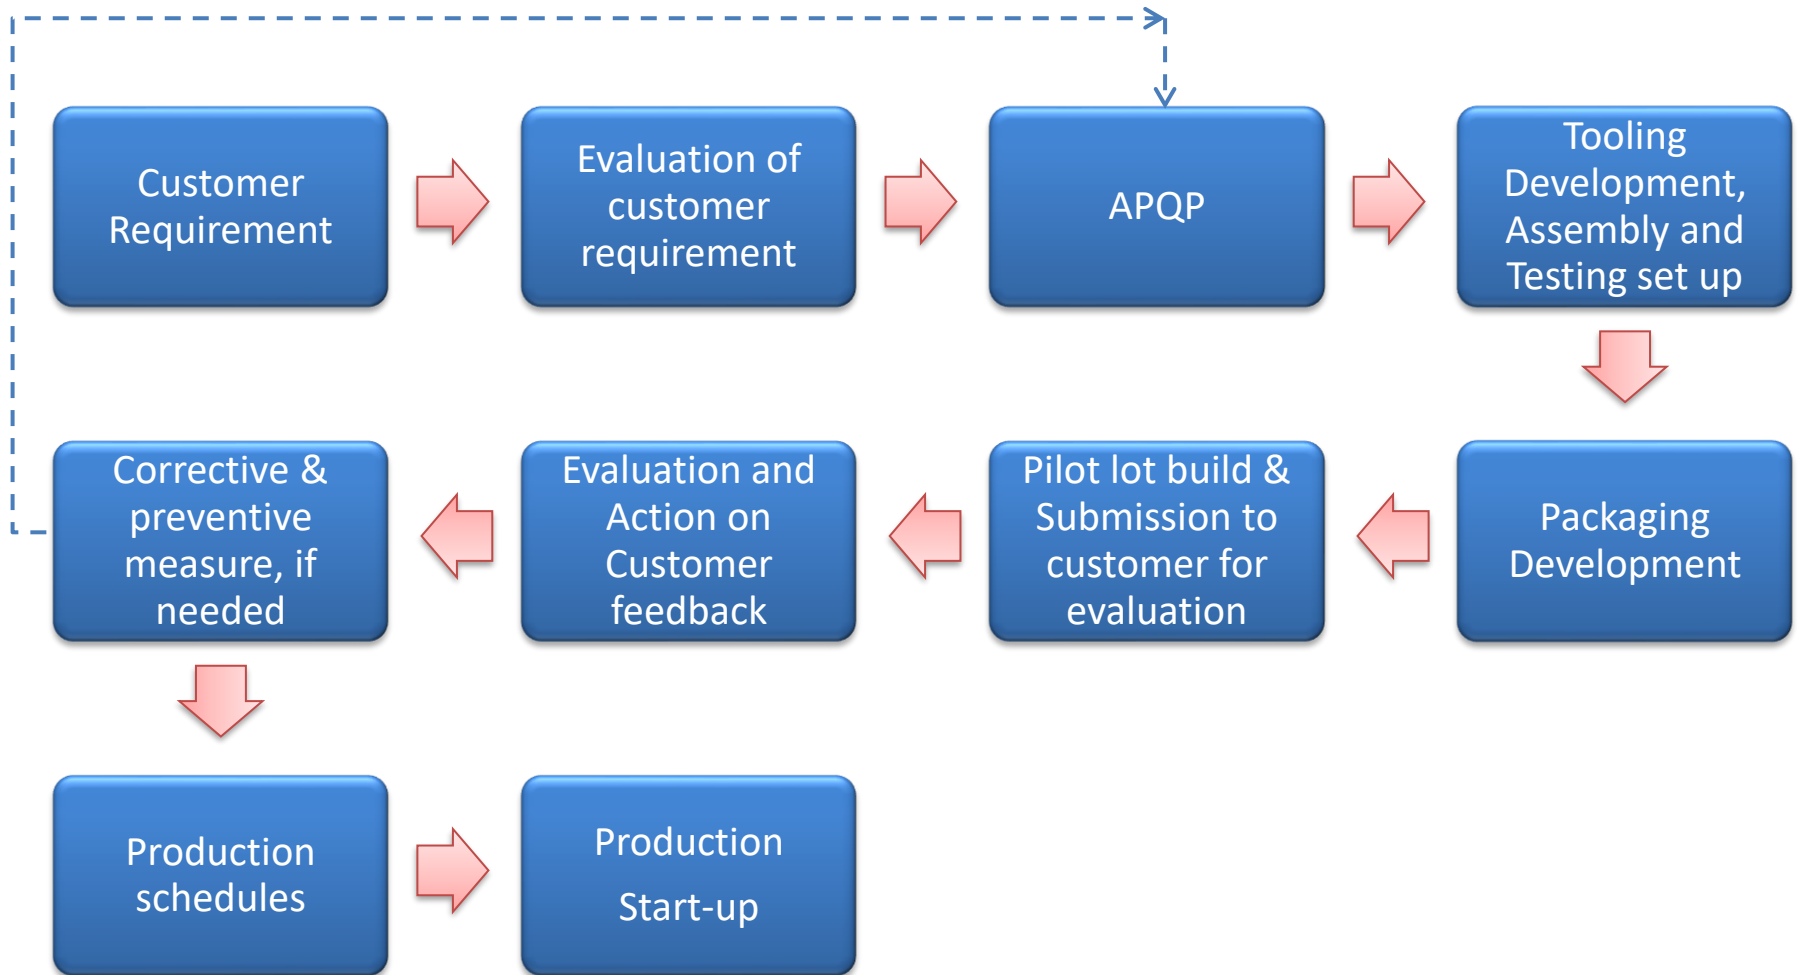 Customer
Requirement
Evaluation of
customer
requirement
APQP
Tooling
Development,
Assembly and
Testing set up
Corrective &
preventive
measure, if
needed
Evaluation and
Action on
Customer
feedback
Pilot lot build &
Submission to
customer for
evaluation
Packaging
Development
Production
schedules
Production
Start-up